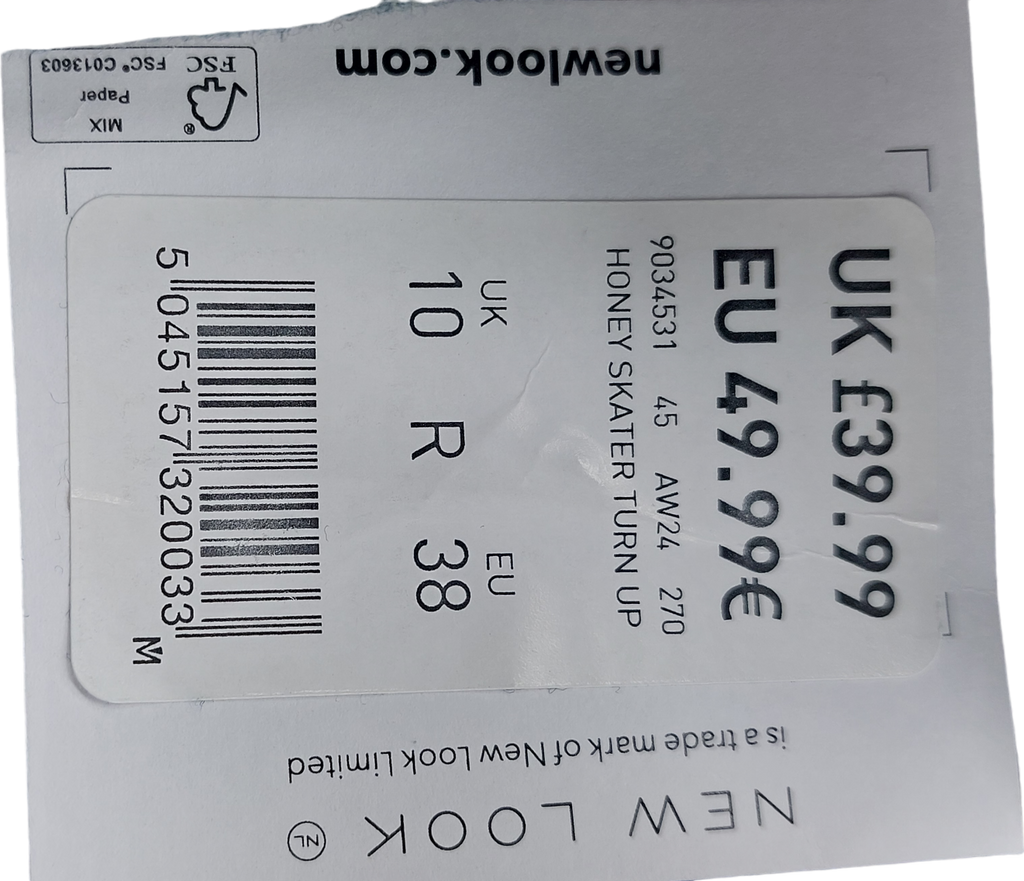 newlook.com
MIX
Paper
FSC
FSC® C013603
UK £39.99
EU 49.99€
9034531 45 AW24 270
HONEY SKATER TURN UP
UK EU
10 R 38
5 045157 320033
M
is a trade mark of New Look Limited
NEW LOOK NL